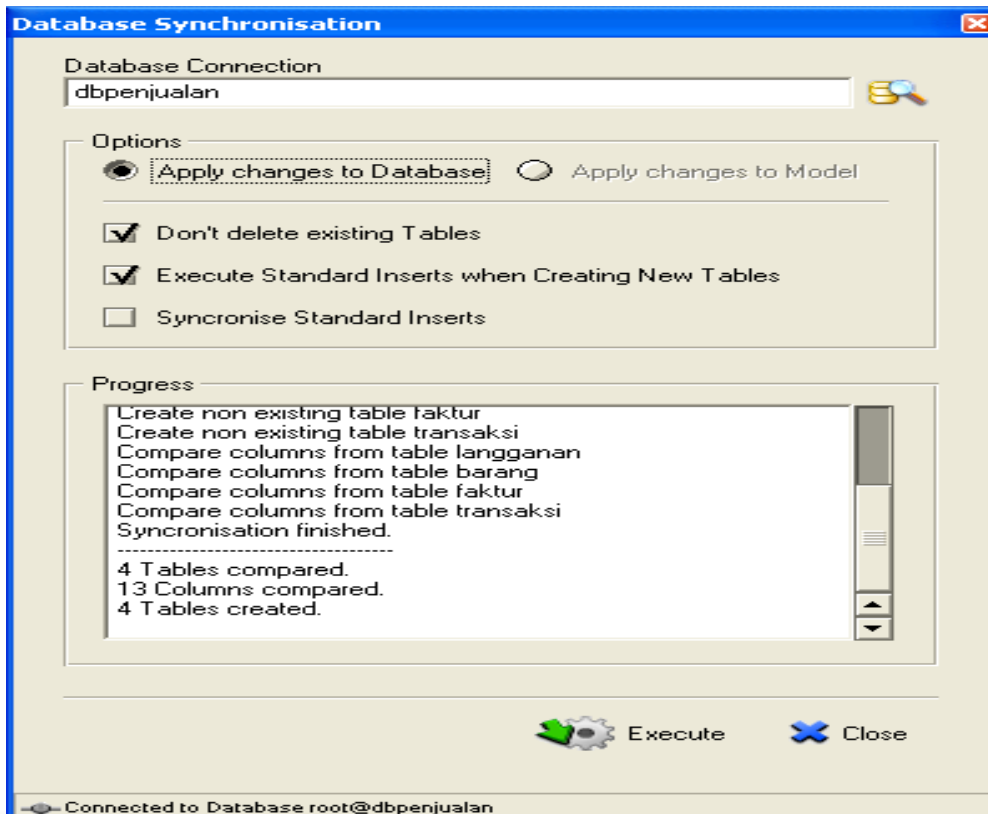 Database Synchronisation
Database Connection
dbpenjualan
Options
Apply changes to Database Apply changes to Model
Don't delete existing Tables
Execute Standard Inserts when Creating New Tables
Syncronise Standard Inserts
Progress
Create non existing table faktur
Create non existing table transaksi
Compare columns from table langganan
Compare columns from table barang
Compare columns from table faktur
Compare columns from table transaksi
Syncronisation finished.
------------------------------------
4 Tables compared.
13 Columns compared.
4 Tables created.
Execute Close
Connected to Database root@dbpenjualan